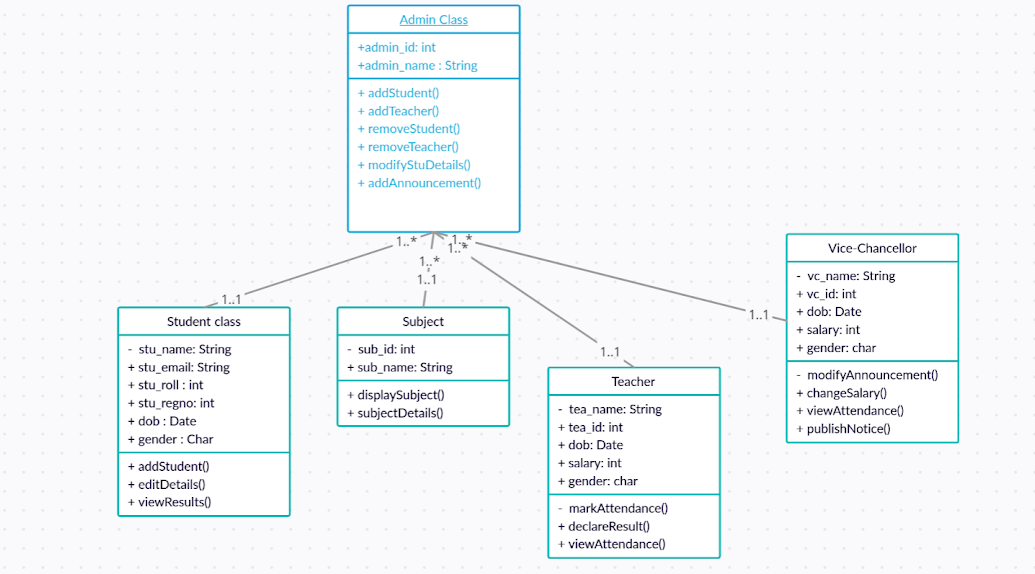 Admin Class
+admin_id: int
+admin_name : String
+ addStudent()
+ addTeacher()
+ removeStudent()
+ removeTeacher()
+ modifyStuDetails()
+ addAnnouncement()
1..*
1..*
1..*
1..*
1..1
1..1
1..1
1..1
Student class
- stu_name: String
+ stu_email: String
+ stu_roll : int
+ stu_regno: int
+ dob : Date
+ gender : Char
+ addStudent()
+ editDetails()
+ viewResults()
Subject
- sub_id: int
+ sub_name: String
+ displaySubject()
+ subjectDetails()
Teacher
- tea_name: String
+ tea_id: int
+ dob: Date
+ salary: int
+ gender: char
- markAttendance()
+ declareResult()
+ viewAttendance()
Vice-Chancellor
- vc_name: String
+ vc_id: int
+ dob: Date
+ salary: int
+ gender: char
- modifyAnnouncement()
+ changeSalary()
+ viewAttendance()
+ publishNotice()